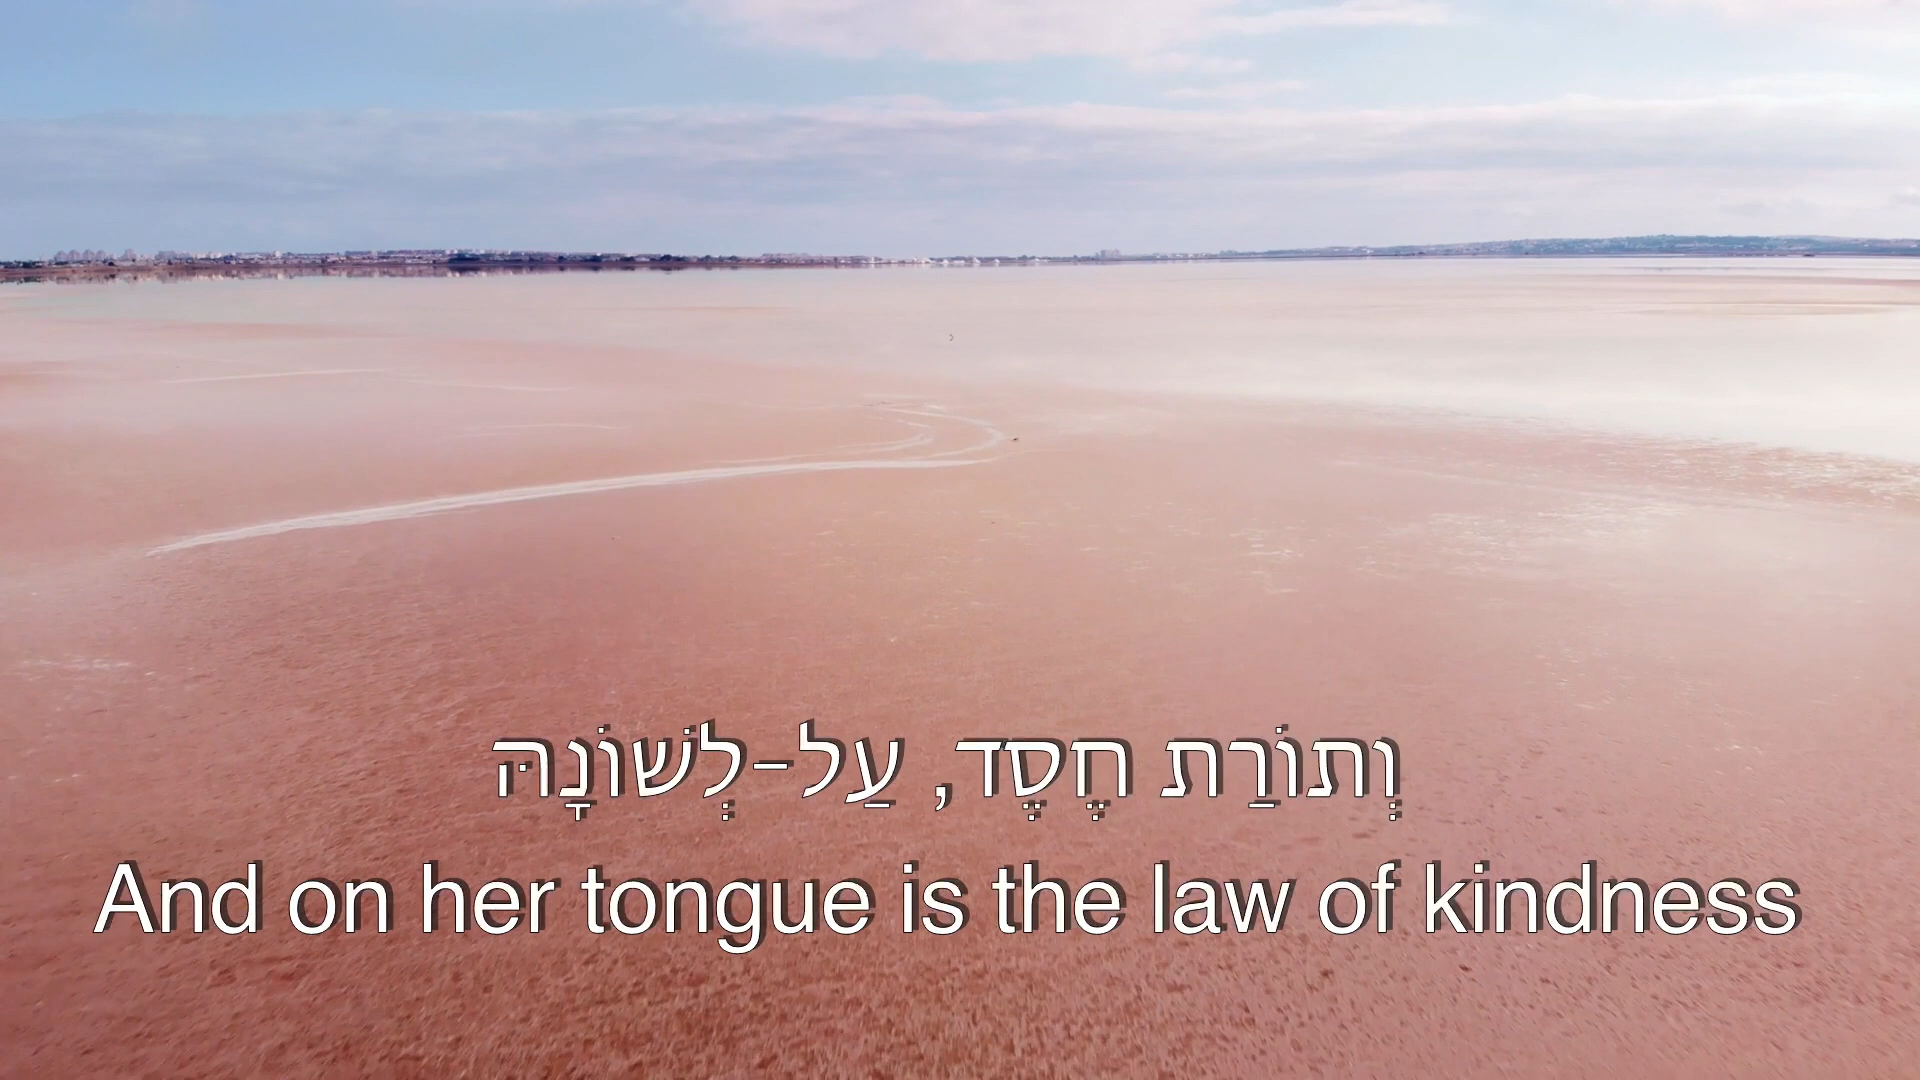 וְתוֹרַת חֶסֶד, עַל-לְשׁוֹנָהּ
And on her tongue is the law of kindness